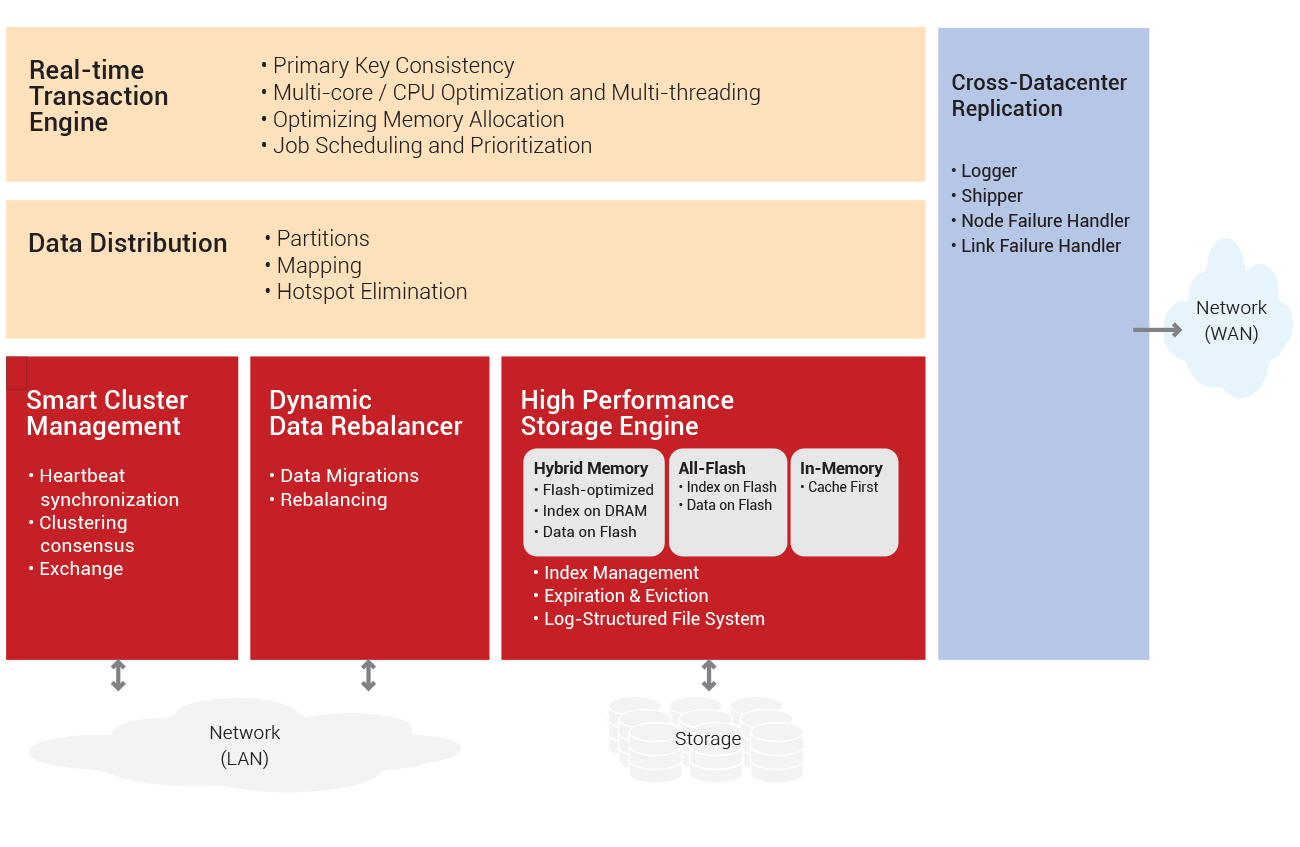 Real-time
Transaction
Engine
• Primary Key Consistency
• Multi-core / CPU Optimization and Multi-threading
• Optimizing Memory Allocation
• Job Scheduling and Prioritization
Data Distribution
• Partitions
• Mapping
• Hotspot Elimination
Smart Cluster
Management
• Heartbeat
synchronization
• Clustering
consensus
• Exchange
Dynamic
Data Rebalancer
• Data Migrations
• Rebalancing
High Performance
Storage Engine
Hybrid Memory
• Flash-optimized
• Index on DRAM
• Data on Flash
All-Flash
• Index on Flash
• Data on Flash
In-Memory
• Cache First
• Index Management
• Expiration & Eviction
• Log-Structured File System
Cross-Datacenter
Replication
• Logger
• Shipper
• Node Failure Handler
• Link Failure Handler
Network
(WAN)
Network
(LAN)
Storage